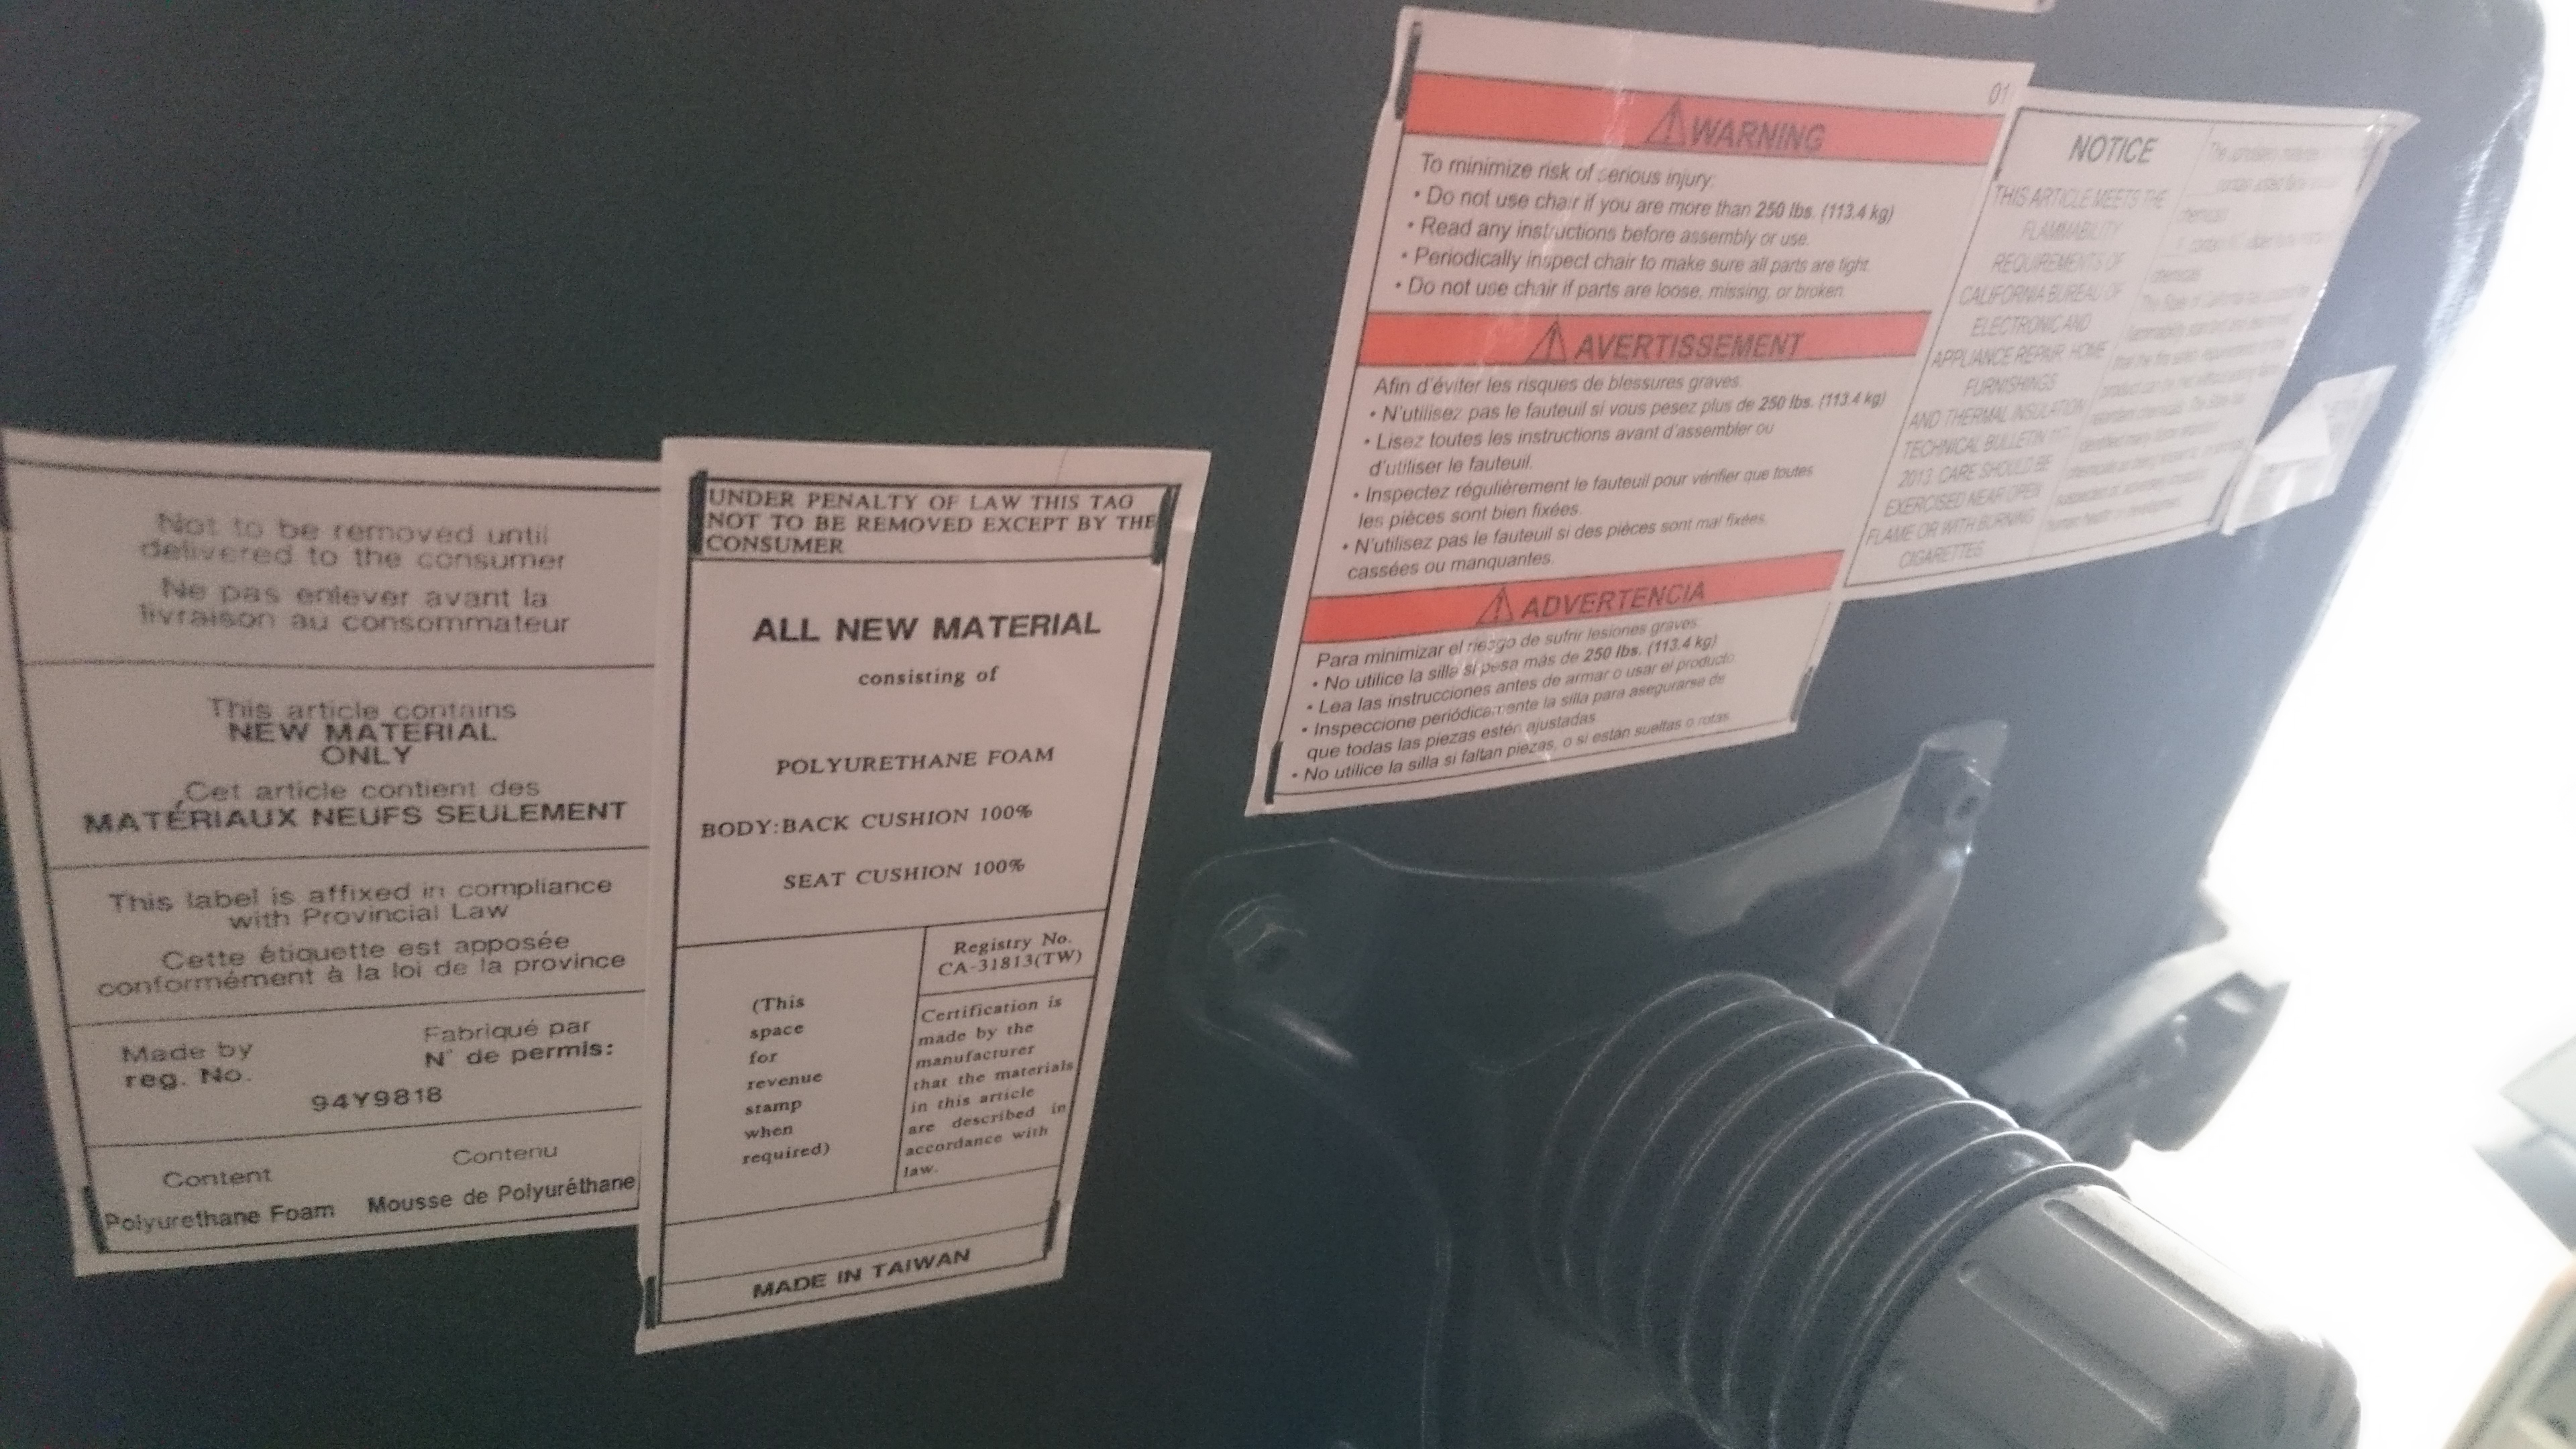 Not to be removed until
delivered to the consumer
Ne pas enlever avant la
livraison au consommateur
This article contains
NEW MATERIAL
ONLY
Cet article contient des
MATÉRIAUX NEUFS SEULEMENT
This label is affixed in compliance
with Provincial Law
Cette étiquette est apposée
conformément à la loi de la province
Made by
reg. No.
Fabriqué par
N° de permis:
94Y9818
Content
Contenu
Polyurethane Foam
Mousse de Polyuréthane
UNDER PENALTY OF LAW THIS TAG
NOT TO BE REMOVED EXCEPT BY THE
CONSUMER
ALL NEW MATERIAL
consisting of
POLYURETHANE FOAM
BODY:BACK CUSHION 100%
SEAT CUSHION 100%
(This
space
for
revenue
stamp
when
required)
Registry No.
CA-31813(TW)
Certification is
made by the
manufacturer
that the materials
in this article
are described in
accordance with
law.
MADE IN TAIWAN
01
⚠WARNING
To minimize risk of serious injury:
• Do not use chair if you are more than 250 lbs. (113.4 kg)
• Read any instructions before assembly or use.
• Periodically inspect chair to make sure all parts are tight.
• Do not use chair if parts are loose, missing, or broken.
⚠AVERTISSEMENT
Afin d'éviter les risques de blessures graves:
• N'utilisez pas le fauteuil si vous pesez plus de 250 lbs. (113.4 kg)
• Lisez toutes les instructions avant d'assembler ou
d'utiliser le fauteuil.
• Inspectez régulièrement le fauteuil pour vérifier que toutes
les pièces sont bien fixées.
• N'utilisez pas le fauteuil si des pièces sont mal fixées,
cassées ou manquantes.
⚠ADVERTENCIA
Para minimizar el riesgo de sufrir lesiones graves:
• No utilice la silla si pesa más de 250 lbs. (113.4 kg)
• Lea las instrucciones antes de armar o usar el producto.
• Inspeccione periódicamente la silla para asegurarse de
que todas las piezas estén ajustadas.
• No utilice la silla si faltan piezas, o si están sueltas o rotas.
NOTICE
THIS ARTICLE MEETS THE
FLAMMABILITY
REQUIREMENTS OF
CALIFORNIA BUREAU OF
ELECTRONIC AND
APPLIANCE REPAIR, HOME
FURNISHINGS
AND THERMAL INSULATION
TECHNICAL BULLETIN 117-
2013. CARE SHOULD BE
EXERCISED NEAR OPEN
FLAME OR WITH BURNING
CIGARETTES.
chemicals
chemicals
The State of California